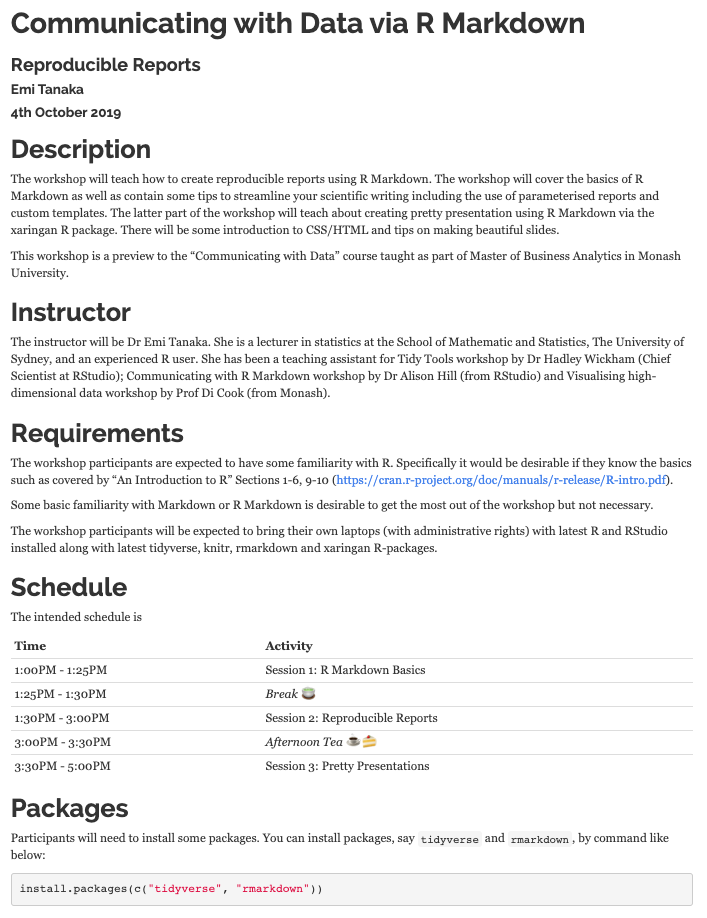 Communicating with Data via R Markdown
Reproducible Reports
Emi Tanaka
4th October 2019
Description
The workshop will teach how to create reproducible reports using R Markdown. The workshop will cover the basics of R
Markdown as well as contain some tips to streamline your scientific writing including the use of parameterised reports and
custom templates. The latter part of the workshop will teach about creating pretty presentation using R Markdown via the
xaringan R package. There will be some introduction to CSS/HTML and tips on making beautiful slides.
This workshop is a preview to the “Communicating with Data” course taught as part of Master of Business Analytics in Monash
University.
Instructor
The instructor will be Dr Emi Tanaka. She is a lecturer in statistics at the School of Mathematic and Statistics, The University of
Sydney, and an experienced R user. She has been a teaching assistant for Tidy Tools workshop by Dr Hadley Wickham (Chief
Scientist at RStudio); Communicating with R Markdown workshop by Dr Alison Hill (from RStudio) and Visualising high-
dimensional data workshop by Prof Di Cook (from Monash).
Requirements
The workshop participants are expected to have some familiarity with R. Specifically it would be desirable if they know the basics
such as covered by “An Introduction to R” Sections 1-6, 9-10 (https://cran.r-project.org/doc/manuals/r-release/R-intro.pdf).
Some basic familiarity with Markdown or R Markdown is desirable to get the most out of the workshop but not necessary.
The workshop participants will be expected to bring their own laptops (with administrative rights) with latest R and RStudio
installed along with latest tidyverse, knitr, rmarkdown and xaringan R-packages.
Schedule
The intended schedule is
Time Activity
1:00PM - 1:25PM Session 1: R Markdown Basics
1:25PM - 1:30PM Break 🍵
1:30PM - 3:00PM Session 2: Reproducible Reports
3:00PM - 3:30PM Afternoon Tea ☕🍰
3:30PM - 5:00PM Session 3: Pretty Presentations
Packages
Participants will need to install some packages. You can install packages, say tidyverse and rmarkdown, by command like
below:
install.packages(c("tidyverse", "rmarkdown"))